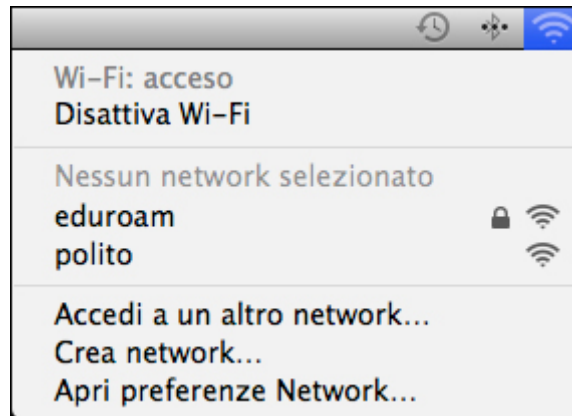 Wi-Fi: acceso
Disattiva Wi-Fi
Nessun network selezionato
eduroam
polito
Accedi a un altro network...
Crea network...
Apri preferenze Network...